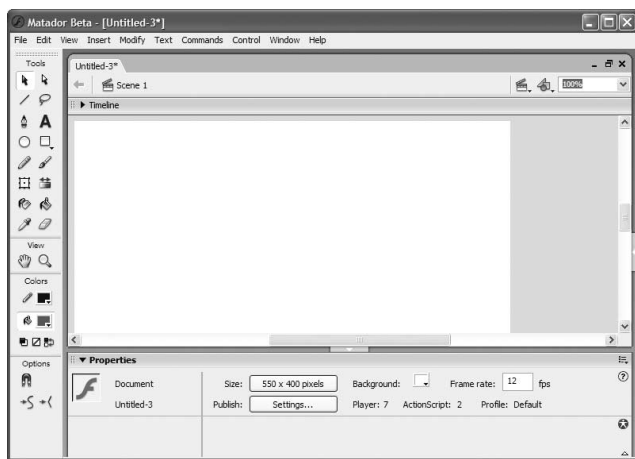 Matador Beta - [Untitled-3*]
File Edit View Insert Modify Text Commands Control Window Help
Tools
A
View
Colors
Options
Untitled-3*
Scene 1
100%
Timeline
Properties
Document Size: 550 x 400 pixels Background: Frame rate: 12 fps
Untitled-3 Publish: Settings... Player: 7 ActionScript: 2 Profile: Default